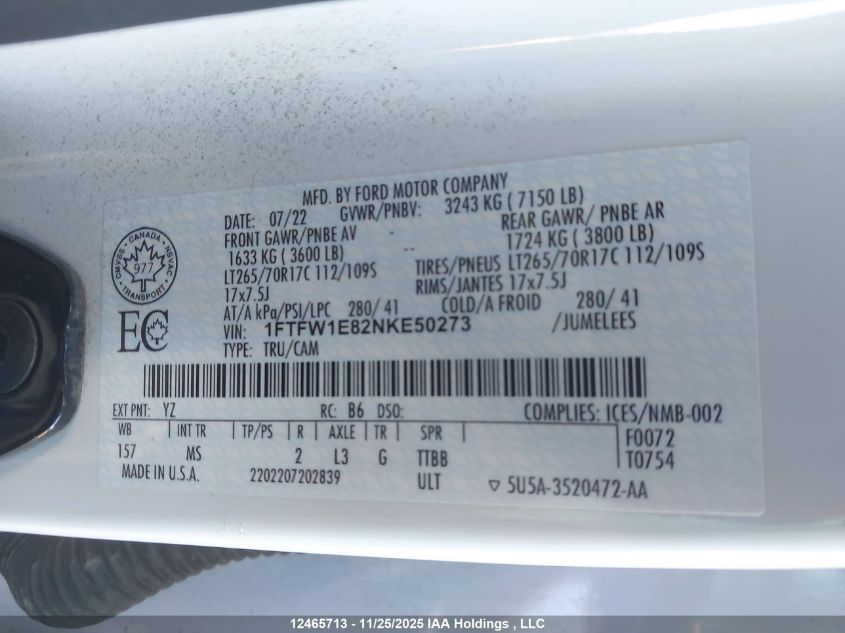 MFD. BY FORD MOTOR COMPANY
DATE: 07/22 GVWR/PNBV: 3243 KG ( 7150 LB)
FRONT GAWR/PNBE AV -- REAR GAWR/ PNBE AR
1633 KG ( 3600 LB) 1724 KG ( 3800 LB)
LT265/70R17C 112/109S TIRES/PNEUS LT265/70R17C 112/109S
17x7.5J RIMS/JANTES 17x7.5J
AT/A kPa/PSI/LPC 280/ 41 COLD/A FROID 280/ 41
VIN: 1FTFW1E82NKE50273 /JUMELEES
TYPE: TRU/CAM
CMVSS CANADA NSVAC
977
TRANSPORT
EC
EXT PNT: YZ RC: B6 DSO: COMPLIES: ICES/NMB-002
WB INT TR TP/PS R AXLE TR SPR F0072
157 MS 2 L3 G TTBB T0754
MADE IN U.S.A. 2202207202839 ULT 5U5A-3520472-AA
12465713 - 11/25/2025 IAA Holdings , LLC